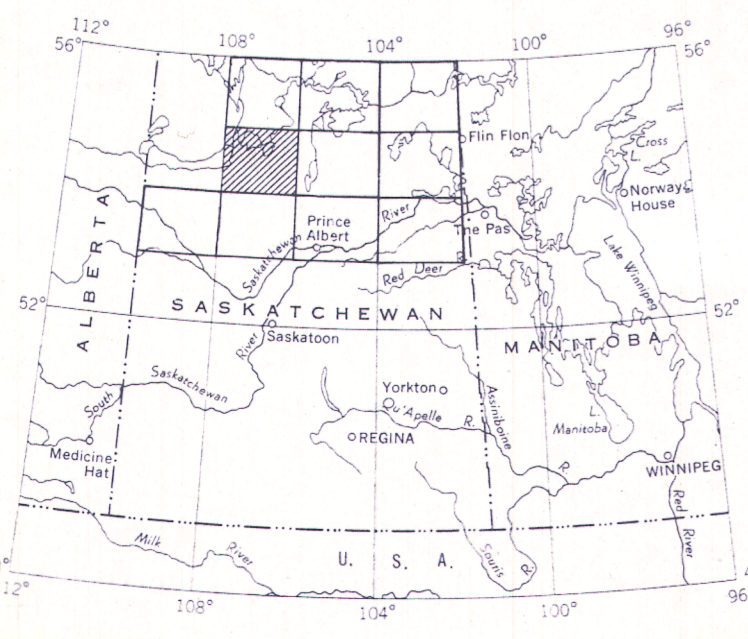 112° 108° 104° 100° 96°
56° 56°
Flin Flon
Cross
L.
Norway
House
ALBERTA
Prince
Albert
River
The Pas
Saskatchewan
Red Deer R.
Lake Winnipeg
52° SASKATCHEWAN 52°
MANITOBA
River
Saskatoon
South Saskatchewan
Yorkton
Qu'Apelle R.
Assiniboine R.
L.
Manitoba
REGINA
Medicine
Hat
WINNIPEG
Red River
Milk River
U. S. A.
Souris R.
12° 108° 104° 100° 96